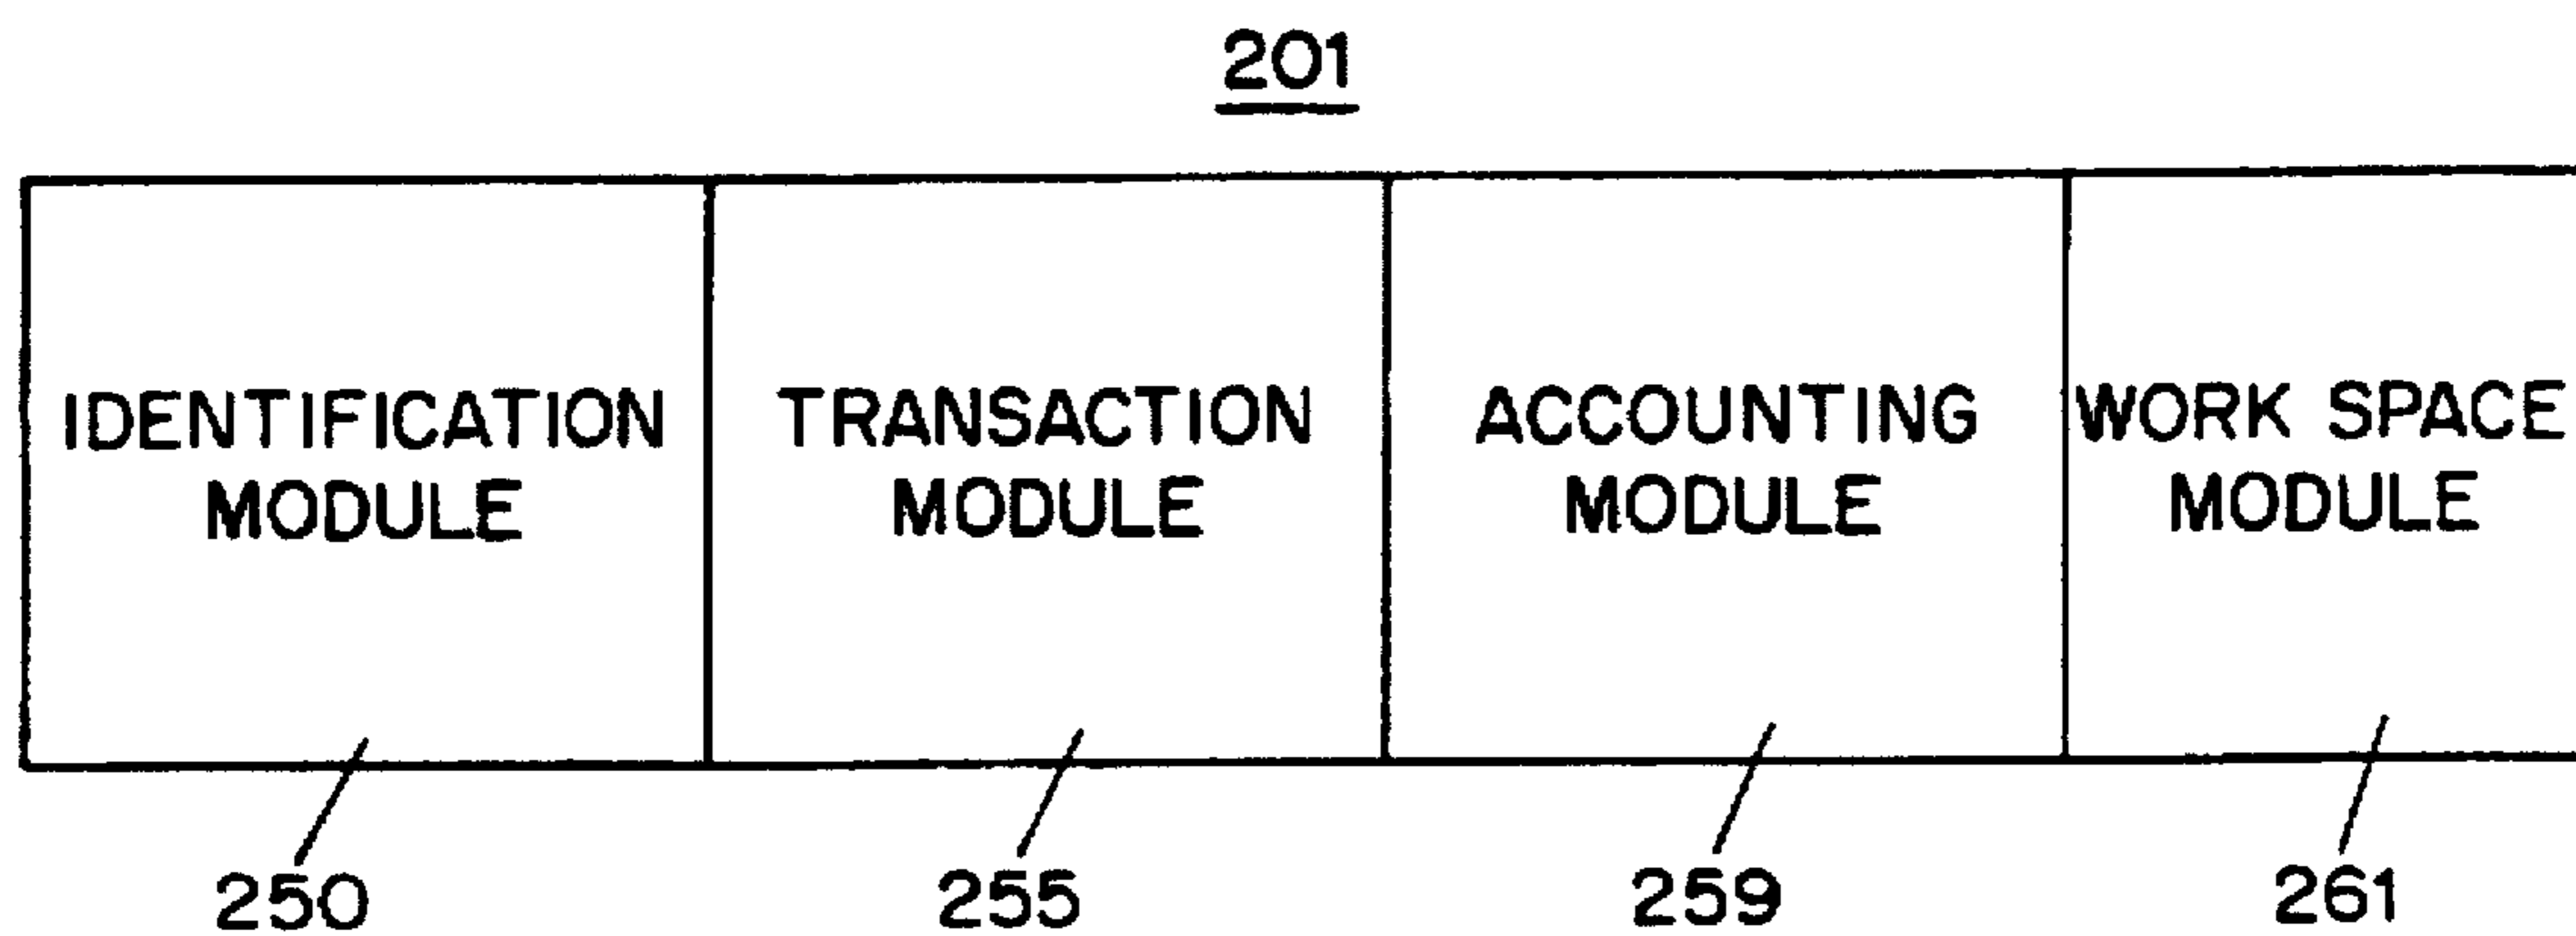 201
IDENTIFICATION MODULE
TRANSACTION MODULE
ACCOUNTING MODULE
WORK SPACE MODULE
250
255
259
261